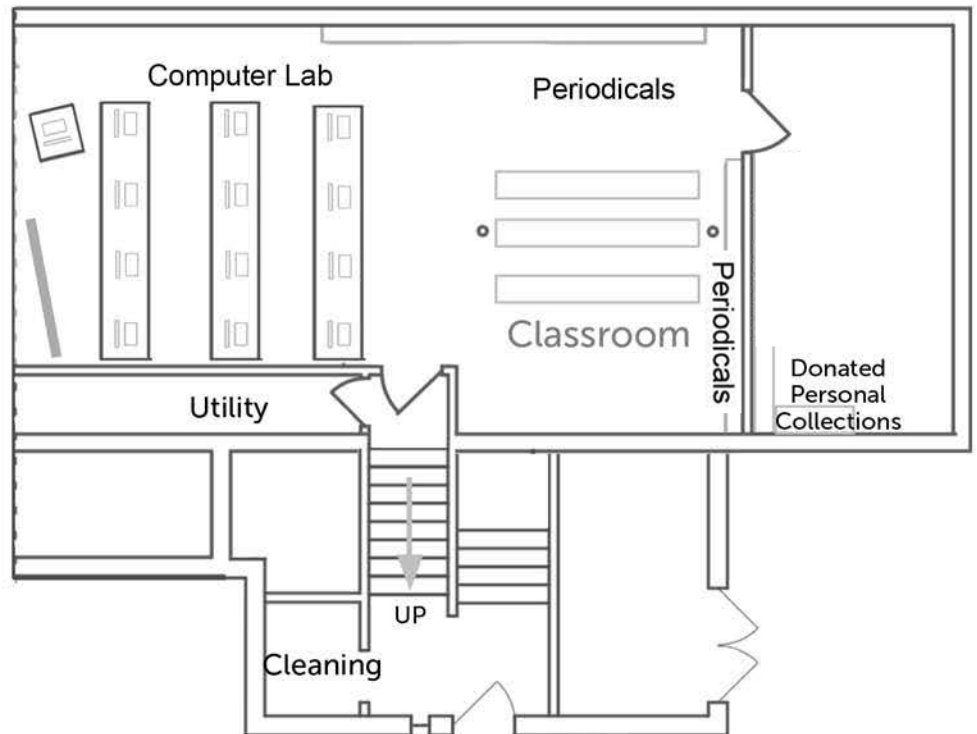 Computer Lab
Periodicals
Periodicals
Classroom
Donated
Personal
Collections
Utility
UP
Cleaning